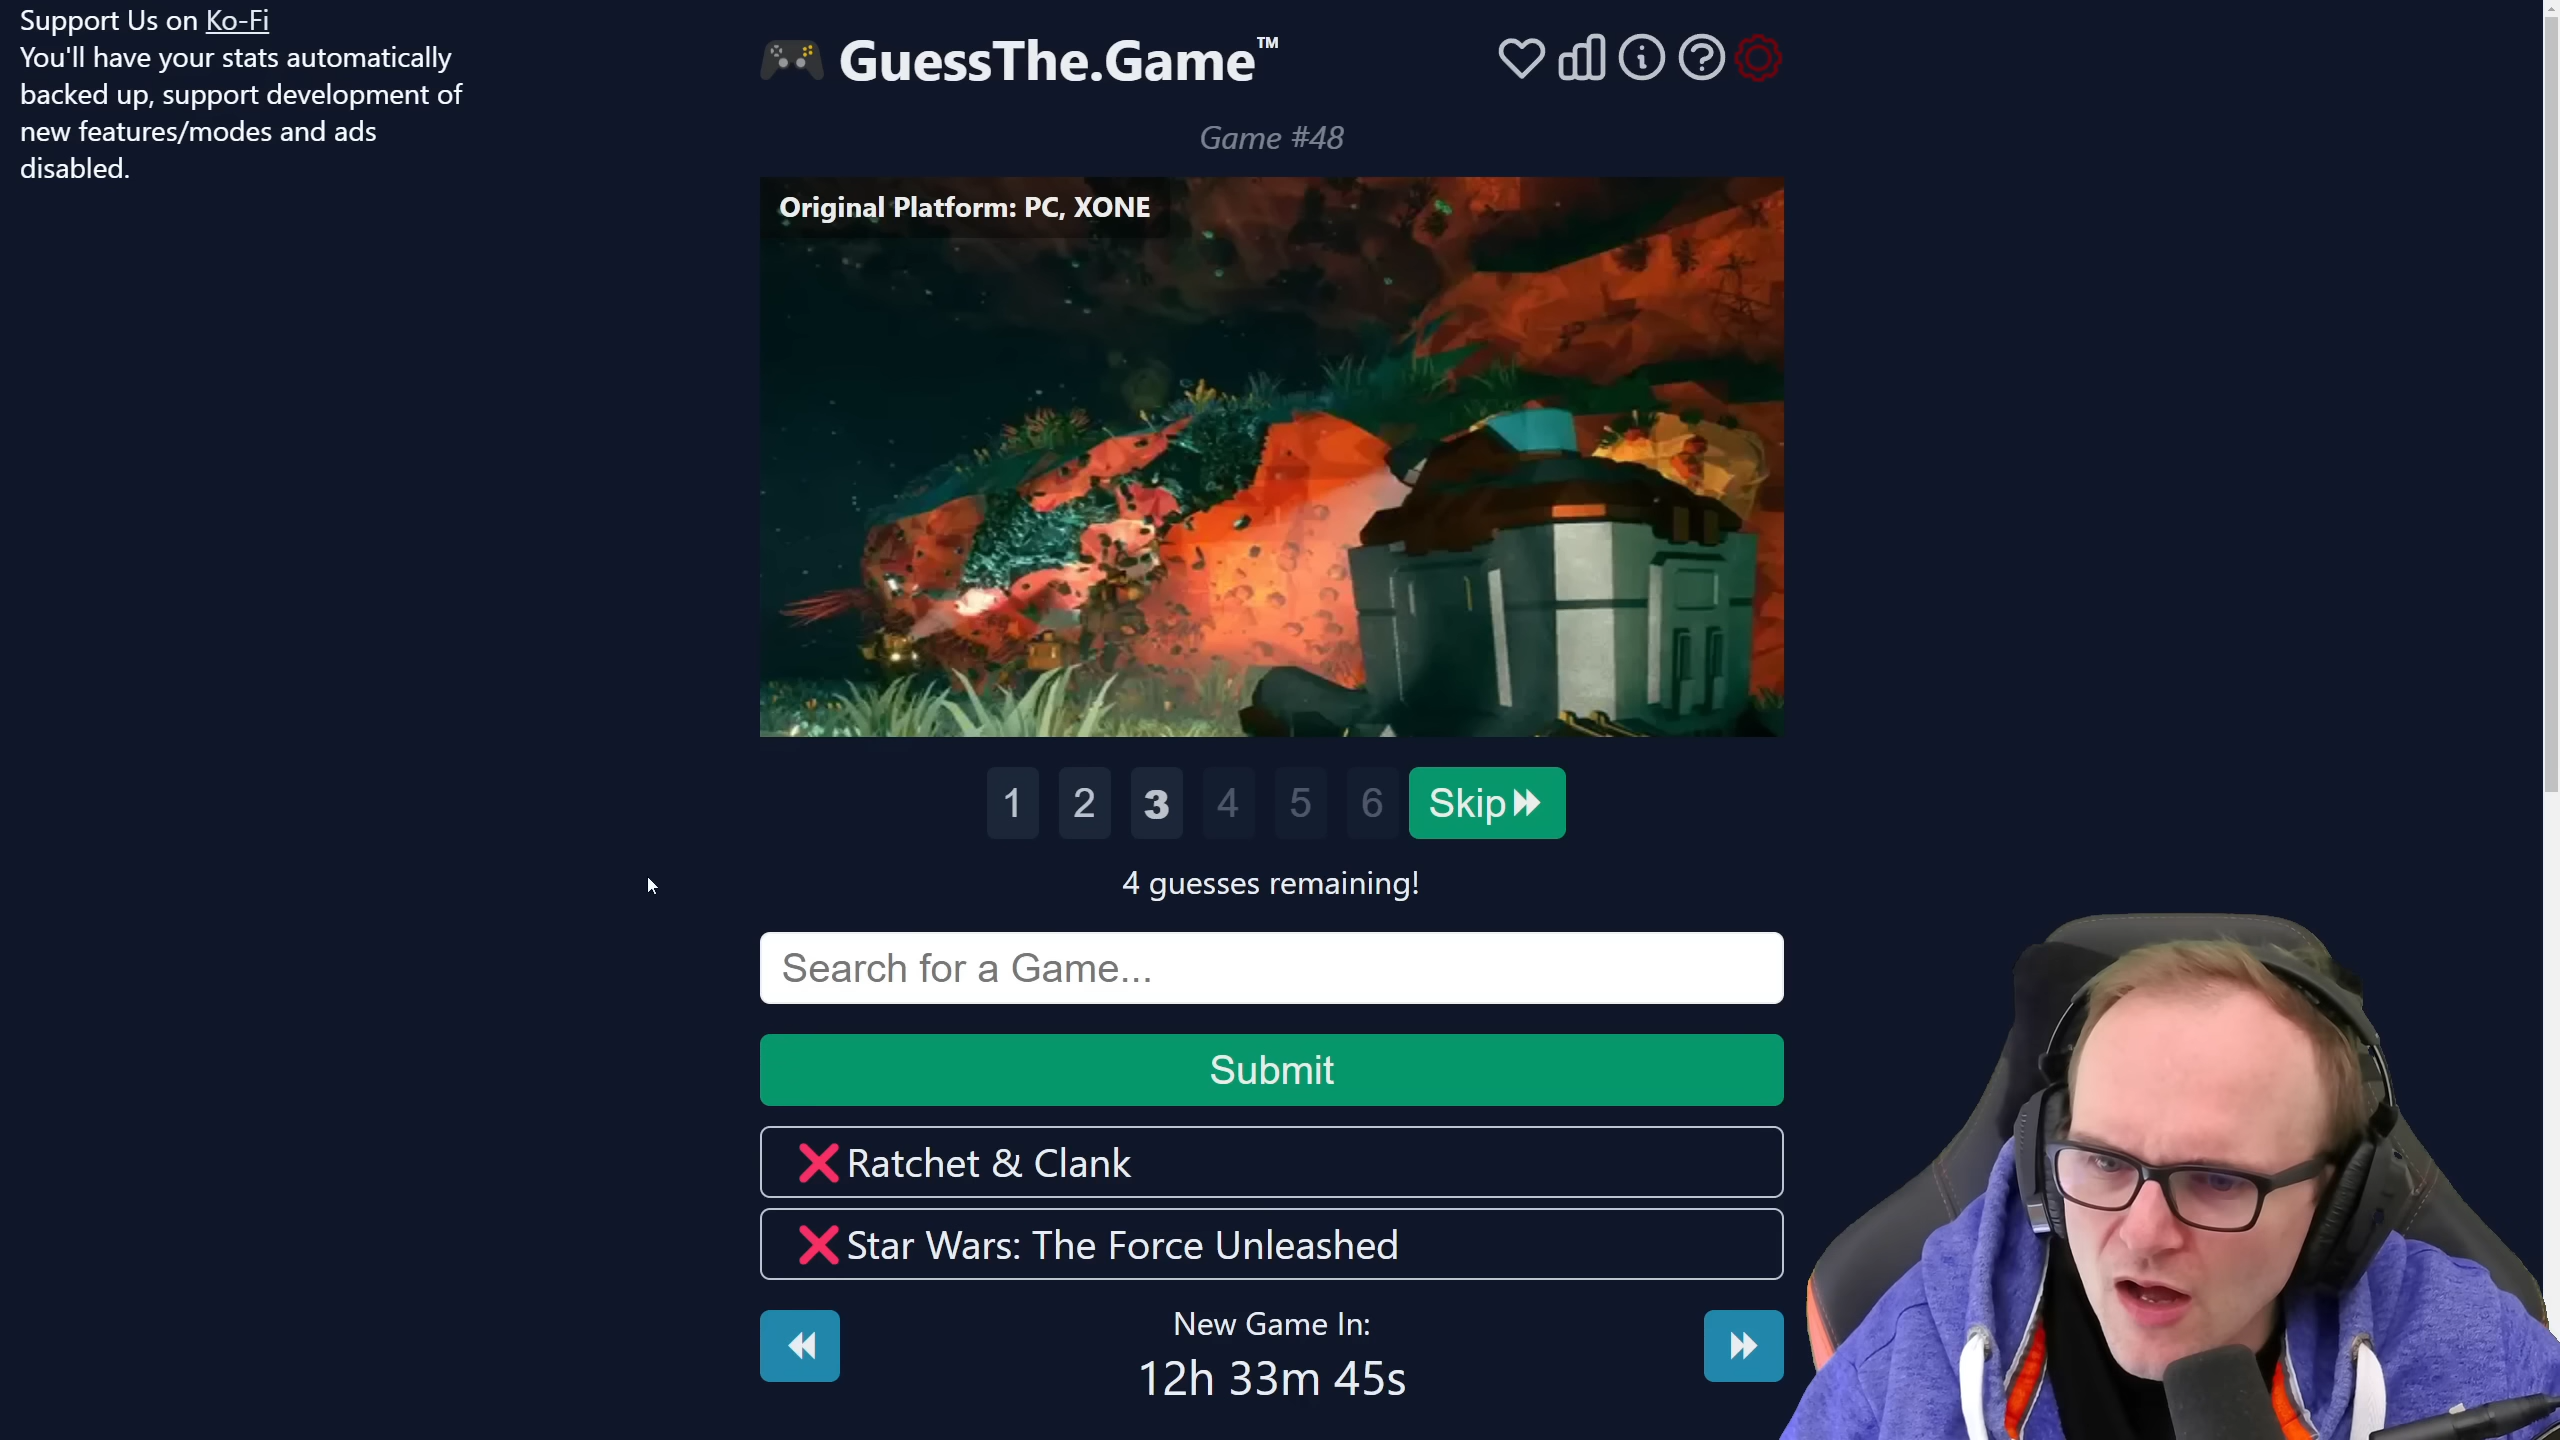 Support Us on Ko-Fi
You'll have your stats automatically
backed up, support development of
new features/modes and ads
disabled.
GuessThe.Game™
Game #48
Original Platform: PC, XONE
1 2 3 4 5 6 Skip
4 guesses remaining!
Search for a Game...
Submit
Ratchet & Clank
Star Wars: The Force Unleashed
New Game In:
12h 33m 45s